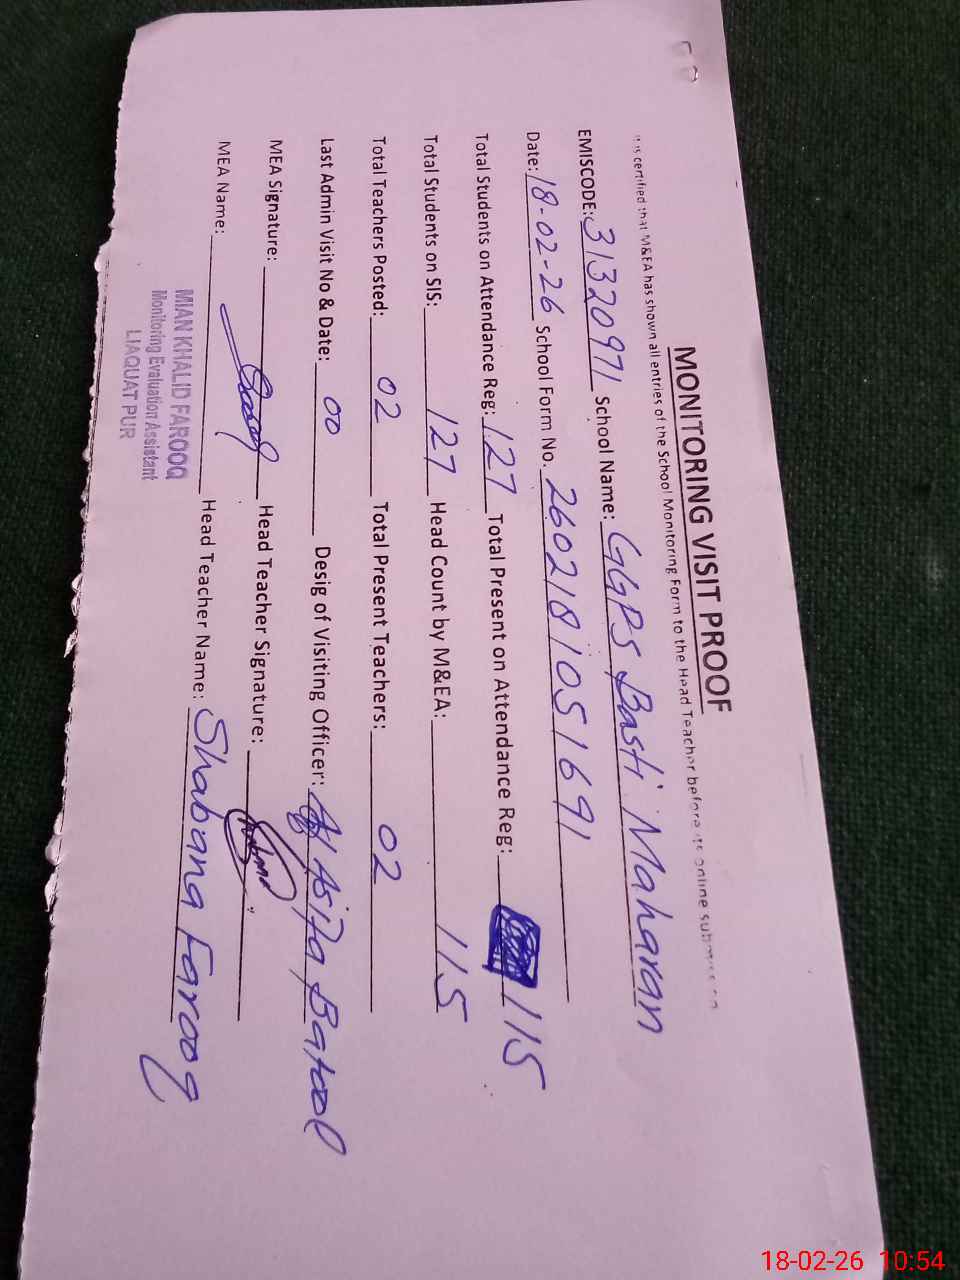 MONITORING VISIT PROOF
It is certified that M&EA has shown all entries of the School Monitoring Form to the Head Teacher before its online submission
EMISCODE: 31320971 School Name: GGPS Basti Maharan
Date: 18-02-26 School Form No. 2602181051691
Total Students on Attendance Reg: 127 Total Present on Attendance Reg: 115
Total Students on SIS: 127 Head Count by M&EA: 115
Total Teachers Posted: 02 Total Present Teachers: 02
Last Admin Visit No & Date: 00 Desig of Visiting Officer: Batool
MEA Signature: Head Teacher Signature:
MEA Name: Head Teacher Name: Shabana Farooq
MIAN KHALID FAROOQ
Monitoring Evaluation Assistant
LIAQUAT PUR
18-02-26 10:54